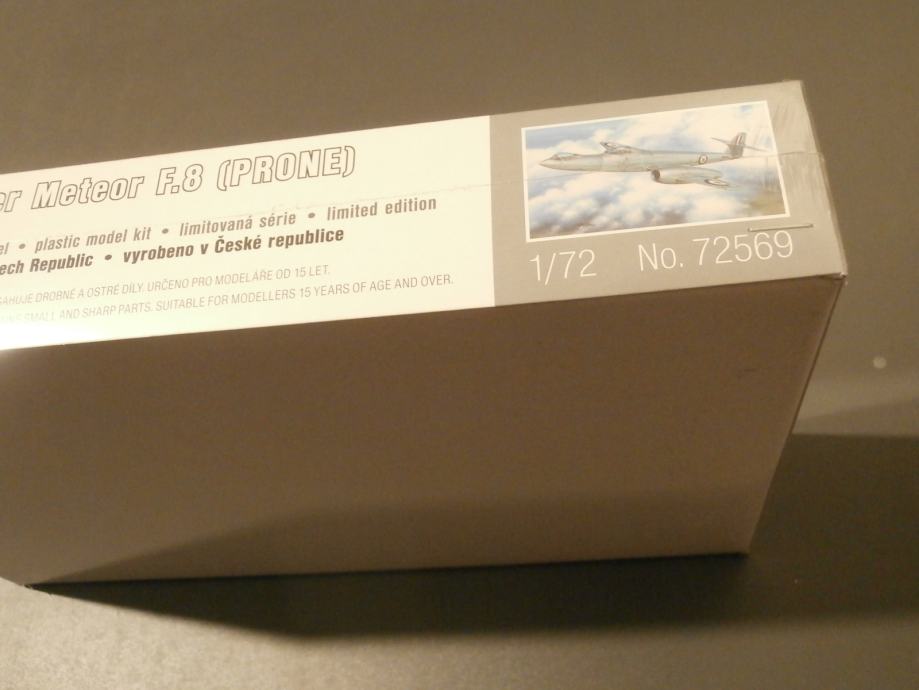 er Meteor F.8 (PRONE)
el • plastic model kit • limitovaná série • limited edition
ech Republic • vyrobeno v České republice
SAHUJE DROBNÉ A OSTRÉ DÍLY. URČENO PRO MODELÁŘE OD 15 LET.
SMALL AND SHARP PARTS. SUITABLE FOR MODELLERS 15 YEARS OF AGE AND OVER.
1/72 No. 72569